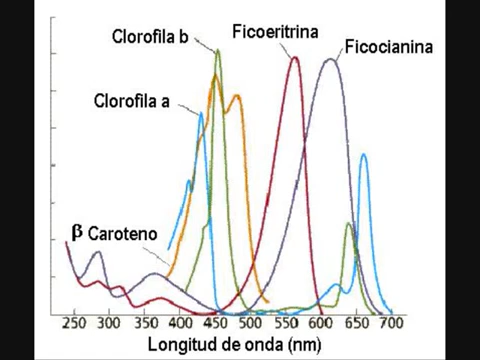 Clorofila b
Ficoeritrina
Ficocianina
Clorofila a
β Caroteno
250 300 350 400 450 500 550 600 650 700
Longitud de onda (nm)